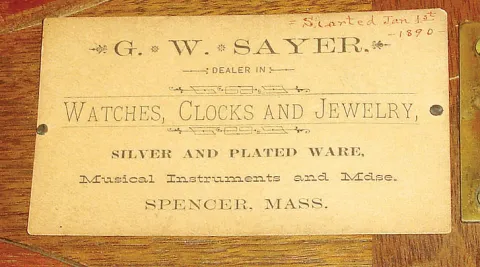 Started Jan 1st
-1890-
G. W. SAYER.
DEALER IN
WATCHES, CLOCKS AND JEWELRY,
SILVER AND PLATED WARE,
Musical Instruments and Mdse.
SPENCER, MASS.